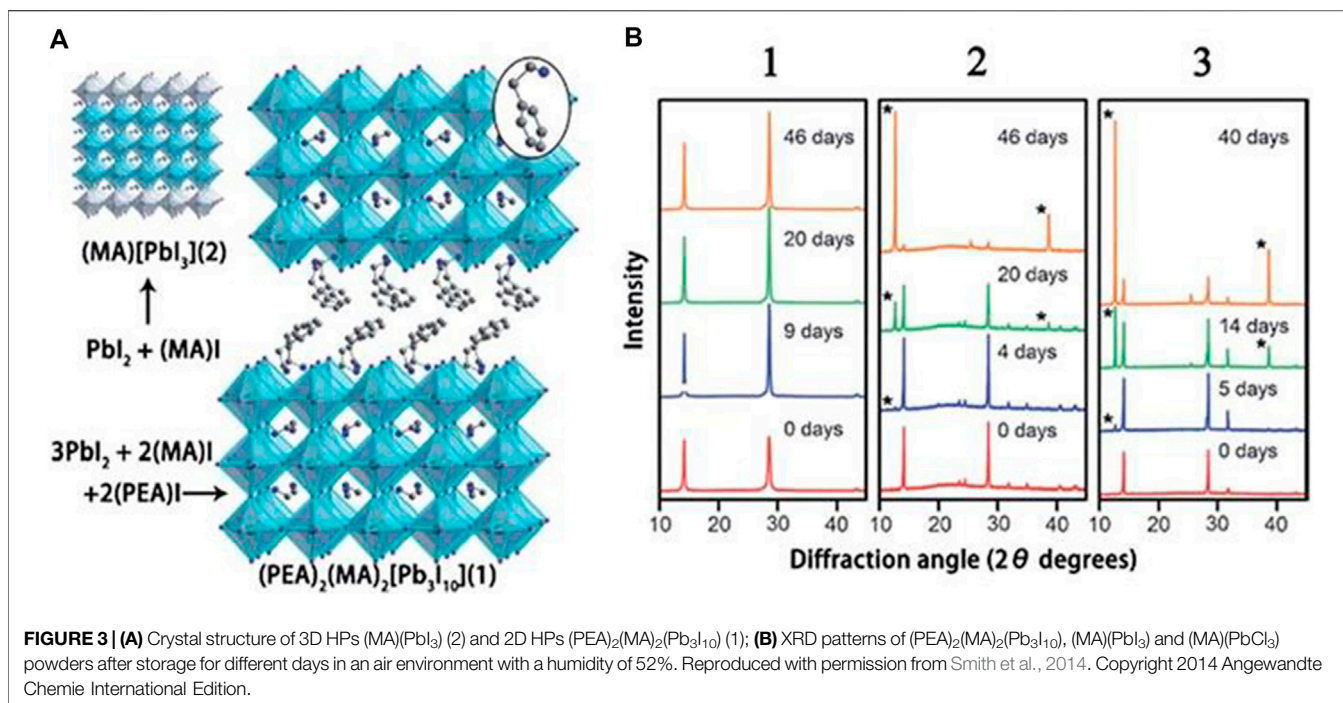 A
(MA)[PbI₃](2)
PbI₂ + (MA)I
3PbI₂ + 2(MA)I
+2(PEA)I
(PEA)₂(MA)₂[Pb₃I₁₀](1)
B
1
2
3
Intensity
46 days
20 days
9 days
0 days
★
46 days
★
20 days
★
★
4 days
★
0 days
★
40 days
★
14 days
★
★
5 days
★
0 days
10 20 30 40
10 20 30 40
10 20 30 40
Diffraction angle (2θ degrees)
FIGURE 3 | (A) Crystal structure of 3D HPs (MA)(PbI₃) (2) and 2D HPs (PEA)₂(MA)₂(Pb₃I₁₀) (1); (B) XRD patterns of (PEA)₂(MA)₂(Pb₃I₁₀), (MA)(PbI₃) and (MA)(PbCl₃)
powders after storage for different days in an air environment with a humidity of 52%. Reproduced with permission from Smith et al., 2014. Copyright 2014 Angewandte
Chemie International Edition.